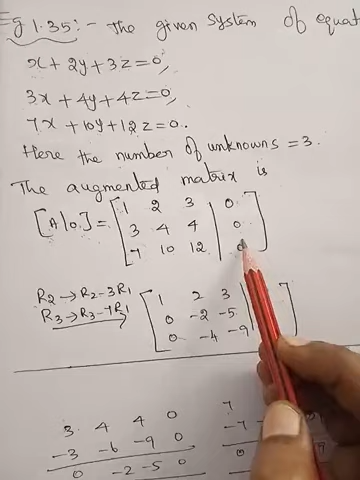 Eg 1.35:- The given system of equat
x + 2y + 3z = 0,
3x + 4y + 4z = 0,
7x + 10y + 12z = 0.
Here the number of unknowns = 3.
The augmented matrix is
[A|0] = [1 2 3 | 0
3 4 4 | 0
7 10 12 | 0]
R2 → R2 - 3R1
R3 → R3 - 7R1
[1 2 3 |
0 -2 -5
0 -4 -9 ]
3 4 4 0
-3 -6 -9 0
0 -2 -5 0
7
-7
0